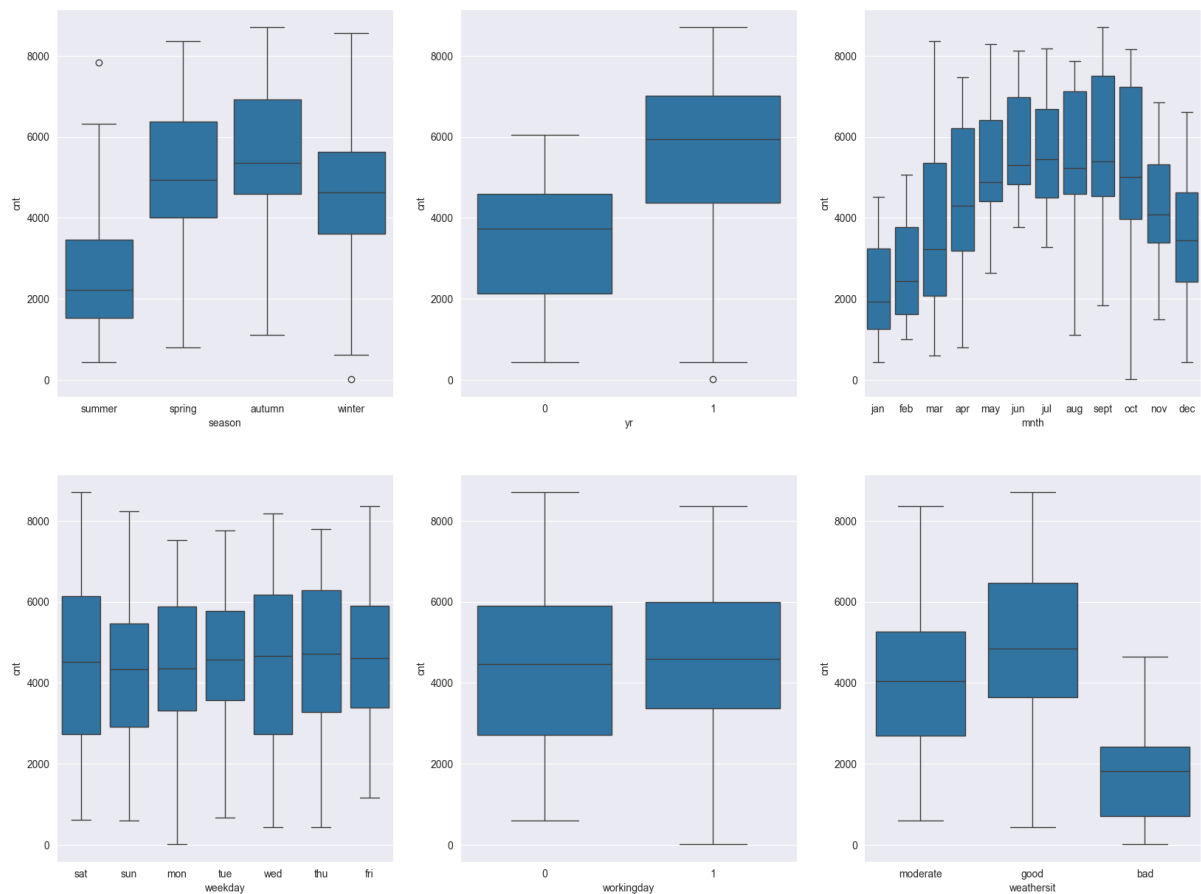 8000
6000
4000
2000
0
cnt
summer spring autumn winter
season
8000
6000
4000
2000
0
cnt
0 1
yr
8000
6000
4000
2000
0
cnt
jan feb mar apr may jun jul aug sept oct nov dec
mnth
8000
6000
4000
2000
0
cnt
sat sun mon tue wed thu fri
weekday
8000
6000
4000
2000
0
cnt
0 1
workingday
8000
6000
4000
2000
0
cnt
moderate good bad
weathersit